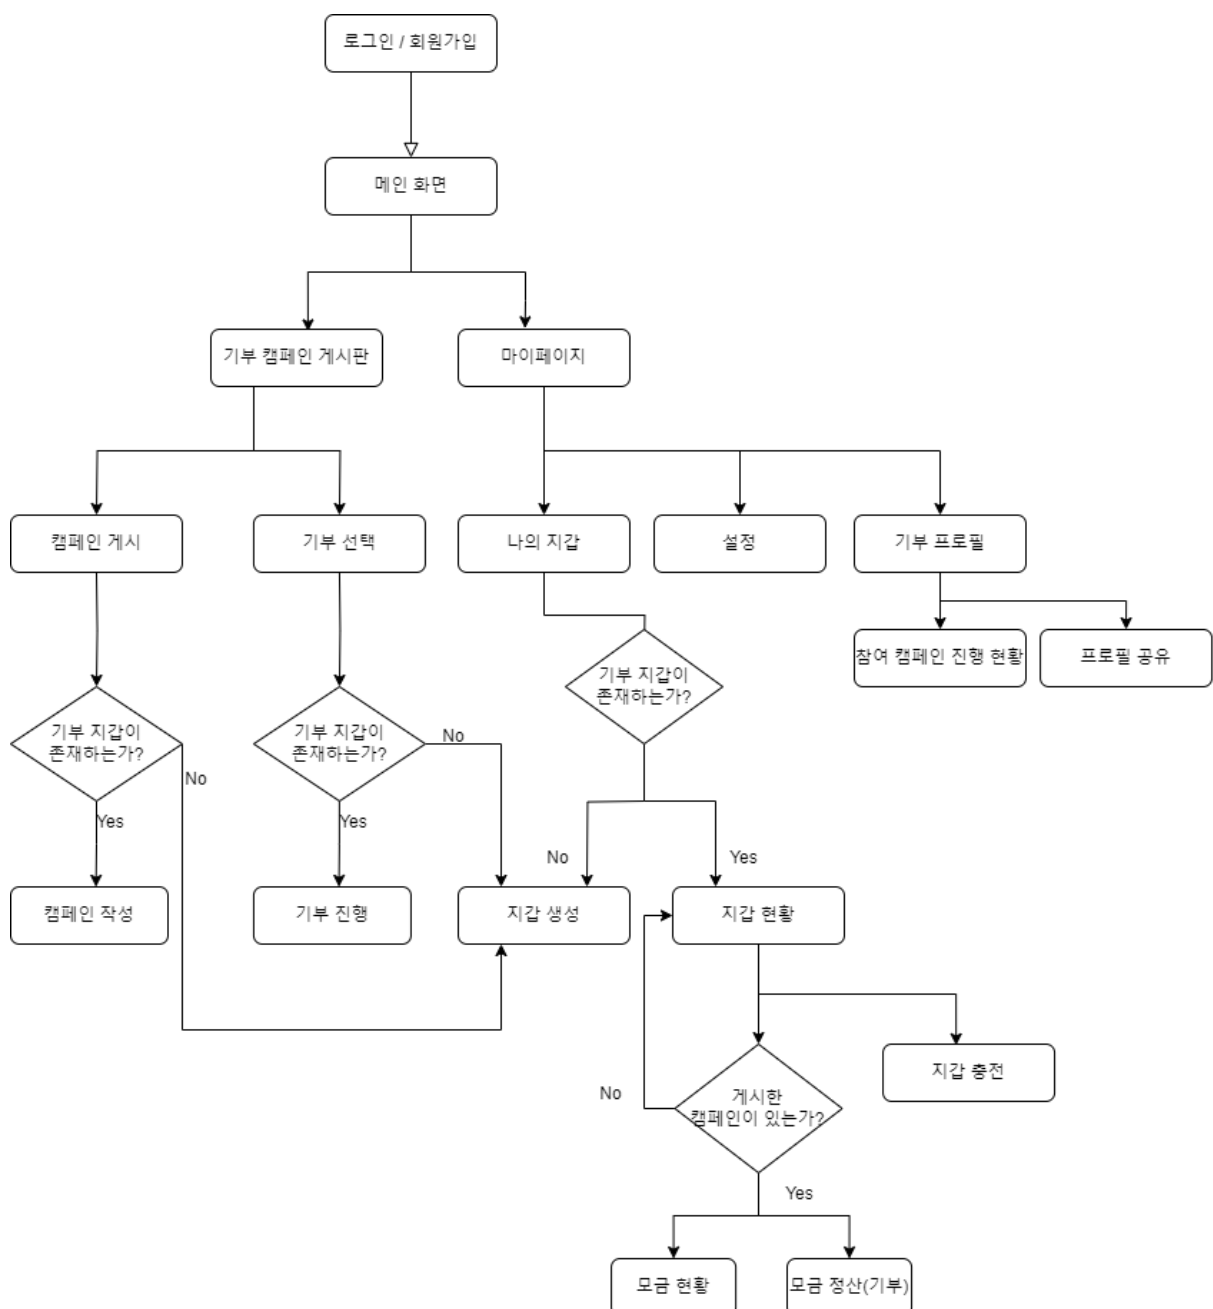 로그인 / 회원가입
메인 화면
기부 캠페인 게시판
마이페이지
캠페인 게시
기부 선택
나의 지갑
설정
기부 프로필
참여 캠페인 진행 현황
프로필 공유
기부 지갑이
존재하는가?
기부 지갑이
존재하는가?
기부 지갑이
존재하는가?
No
No
Yes
Yes
No
Yes
캠페인 작성
기부 진행
지갑 생성
지갑 현황
지갑 충전
게시한
캠페인이 있는가?
No
Yes
모금 현황
모금 정산(기부)